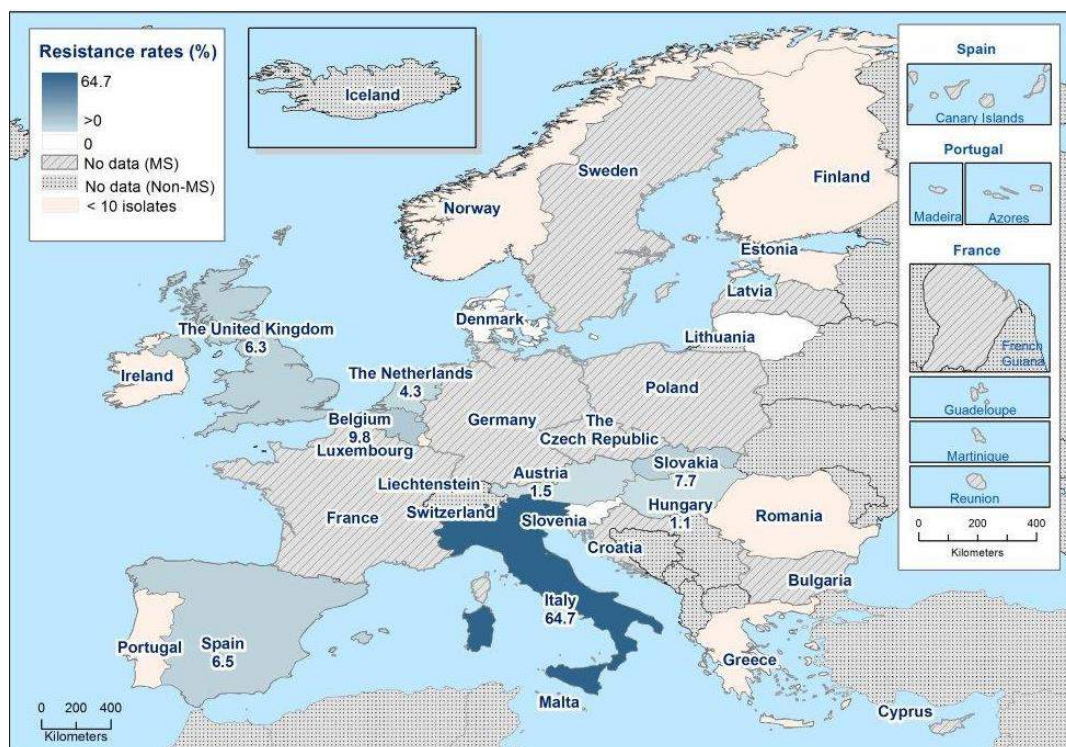 Resistance rates (%)
64.7
>0
0
No data (MS)
No data (Non-MS)
< 10 isolates
Iceland
Spain
Canary Islands
Portugal
Madeira
Azores
France
French
Guiana
Guadeloupe
Martinique
Reunion
0 200 400
Kilometers
Sweden
Finland
Norway
Estonia
Latvia
Denmark
Lithuania
The United Kingdom
6.3
Ireland
The Netherlands
4.3
Poland
Belgium
9.8
Germany
The
Czech Republic
Luxembourg
Austria
1.5
Slovakia
7.7
Liechtenstein
Hungary
1.1
France
Switzerland
Slovenia
Romania
Croatia
Bulgaria
Italy
64.7
Portugal
Spain
6.5
Greece
Malta
Cyprus
0 200 400
Kilometers